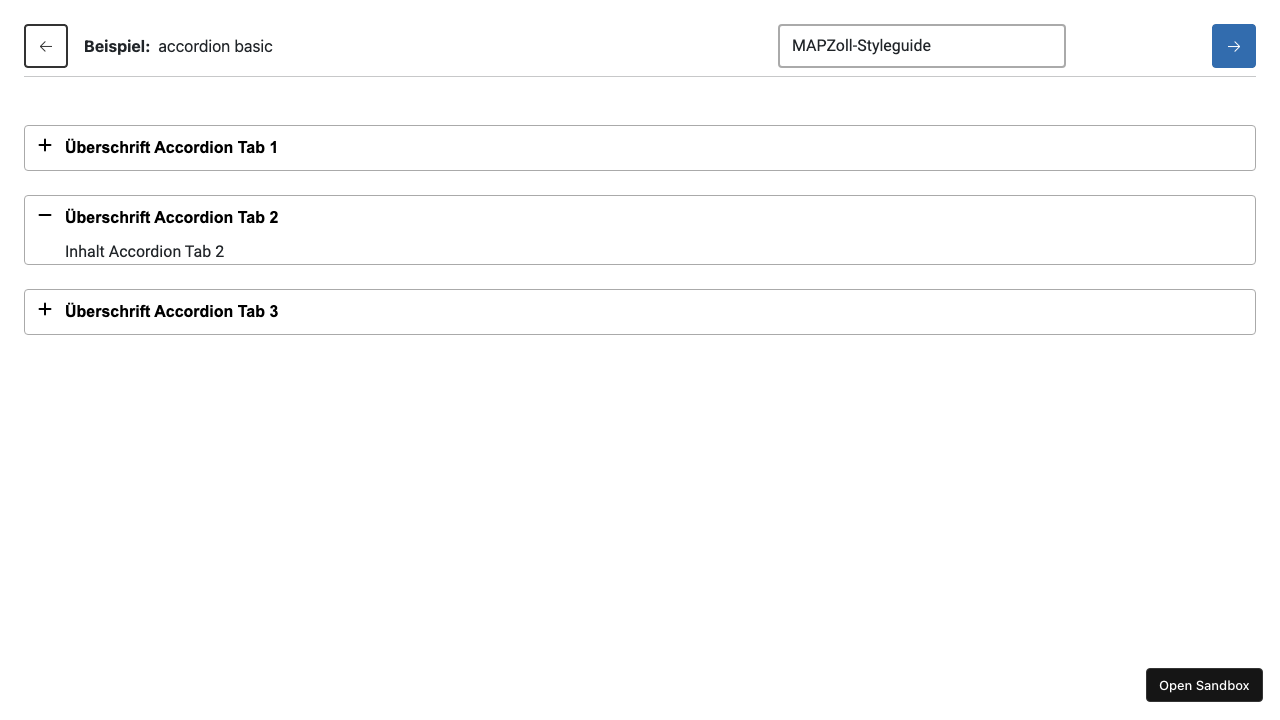 Beispiel: accordion basic
MAPZoll-Styleguide
Überschrift Accordion Tab 1
Überschrift Accordion Tab 2
Inhalt Accordion Tab 2
Überschrift Accordion Tab 3
Open Sandbox